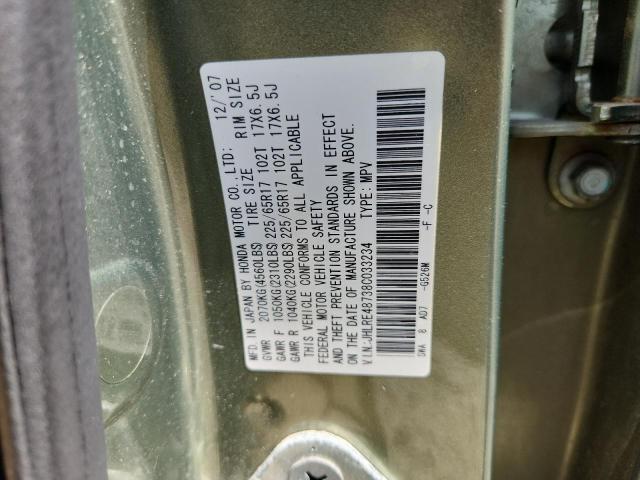 MFD. IN JAPAN BY HONDA MOTOR CO., LTD: 12/'07
GVWR 2070KG(4560LBS) TIRE SIZE RIM SIZE
GAWR F 1050KG(2310LBS) 225/65R17 102T 17X6.5J
GAWR R 1040KG(2290LBS) 225/65R17 102T 17X6.5J
THIS VEHICLE CONFORMS TO ALL APPLICABLE
FEDERAL MOTOR VEHICLE SAFETY
AND THEFT PREVENTION STANDARDS IN EFFECT
ON THE DATE OF MANUFACTURE SHOWN ABOVE.
V.I.N.:JHLRE48738C033234 TYPE: MPV
SWA 8 AD7 -G526M -F -C